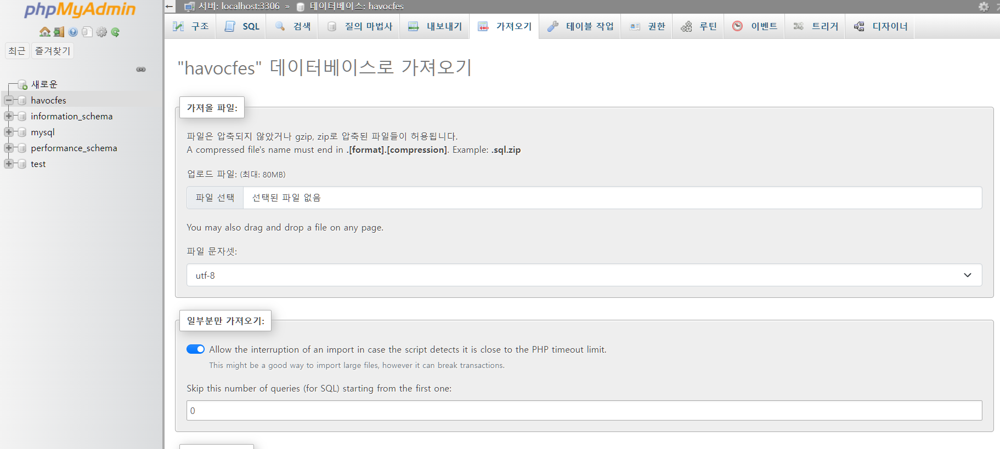 phpMyAdmin
최근 즐겨찾기
새로운
havocfes
information_schema
mysql
performance_schema
test
← 서버: localhost:3306 » 데이터베이스: havocfes
구조 SQL 검색 질의 마법사 내보내기 가져오기 테이블 작업 권한 루틴 이벤트 트리거 디자이너
"havocfes" 데이터베이스로 가져오기
가져올 파일:
파일은 압축되지 않았거나 gzip, zip로 압축된 파일들이 허용됩니다.
A compressed file's name must end in .[format].[compression]. Example: .sql.zip
업로드 파일: (최대: 80MB)
파일 선택 선택된 파일 없음
You may also drag and drop a file on any page.
파일 문자셋:
utf-8
일부분만 가져오기:
Allow the interruption of an import in case the script detects it is close to the PHP timeout limit.
This might be a good way to import large files, however it can break transactions.
Skip this number of queries (for SQL) starting from the first one:
0